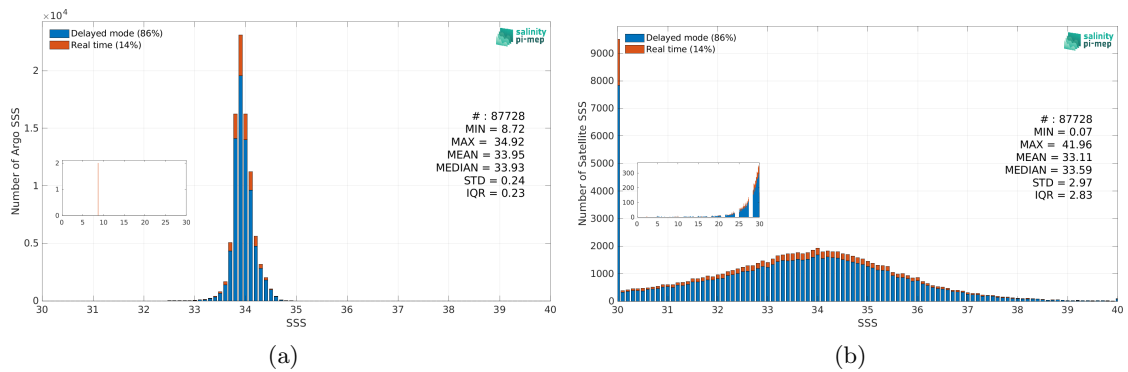 ×10⁴
Delayed mode (86%)
Real time (14%)
salinity
pi-mep
2
1.5
1
0.5
0
Number of Argo SSS
# : 87728
MIN = 8.72
MAX = 34.92
MEAN = 33.95
MEDIAN = 33.93
STD = 0.24
IQR = 0.23
2
1
0
0 5 10 15 20 25 30
30 31 32 33 34 35 36 37 38 39 40
SSS
(a)
Delayed mode (86%)
Real time (14%)
salinity
pi-mep
9000
8000
7000
6000
5000
4000
3000
2000
1000
0
Number of Satellite SSS
# : 87728
MIN = 0.07
MAX = 41.96
MEAN = 33.11
MEDIAN = 33.59
STD = 2.97
IQR = 2.83
300
200
100
0
0 5 10 15 20 25 30
30 31 32 33 34 35 36 37 38 39 40
SSS
(b)